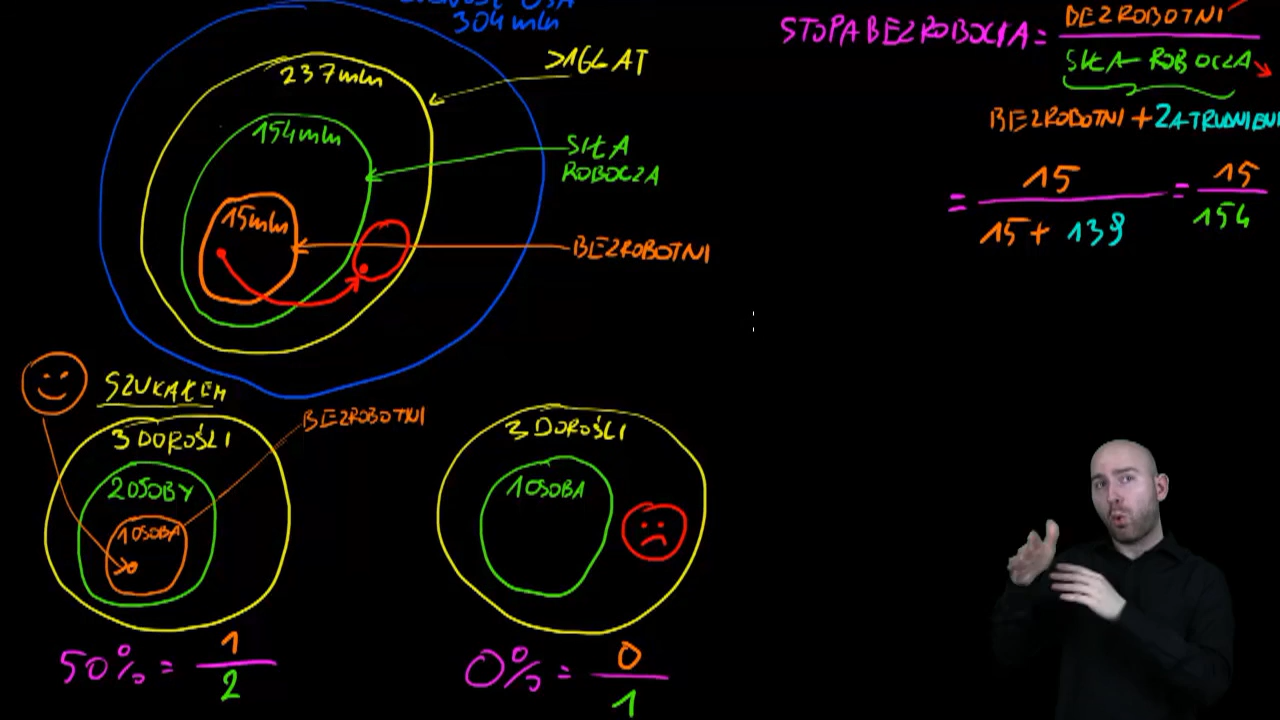 304 mln
237 mln
>16 LAT
154 mln
SIŁA
ROBOCZA
15 mln
BEZROBOTNI
STOPA BEZROBOCIA =
BEZROBOTNI
SIŁA ROBOCZA
BEZROBOTNI + ZATRUDNIENI
= 15 / 15 + 139 = 15 / 154
SZUKAŁEM
BEZROBOTNI
3 DOROŚLI
2 OSOBY
1 OSOBA
50% = 1 / 2
3 DOROŚLI
1 OSOBA
0% = 0 / 1